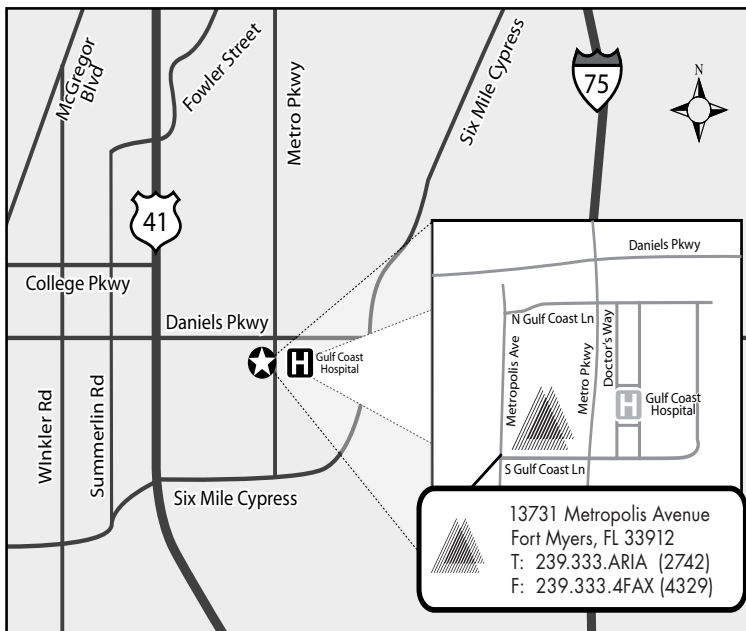 McGregor
Blvd
Fowler Street
Metro Pkwy
Six Mile Cypress
75
N
41
College Pkwy
Daniels Pkwy
H
Gulf Coast
Hospital
WInkler Rd
Summerlin Rd
Six Mile Cypress
Daniels Pkwy
N Gulf Coast Ln
Metropolis Ave
Metro Pkwy
Doctor's Way
H
Gulf Coast
Hospital
S Gulf Coast Ln
13731 Metropolis Avenue
Fort Myers, FL 33912
T: 239.333.ARIA (2742)
F: 239.333.4FAX (4329)